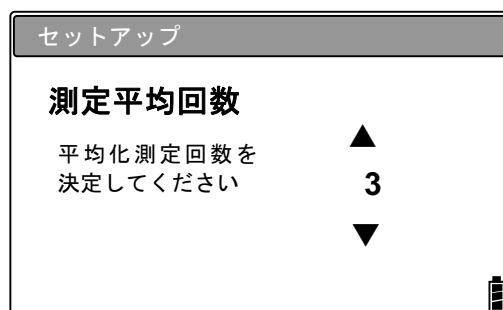 セットアップ
測定平均回数
平均化測定回数を
決定してください
▲
3
▼